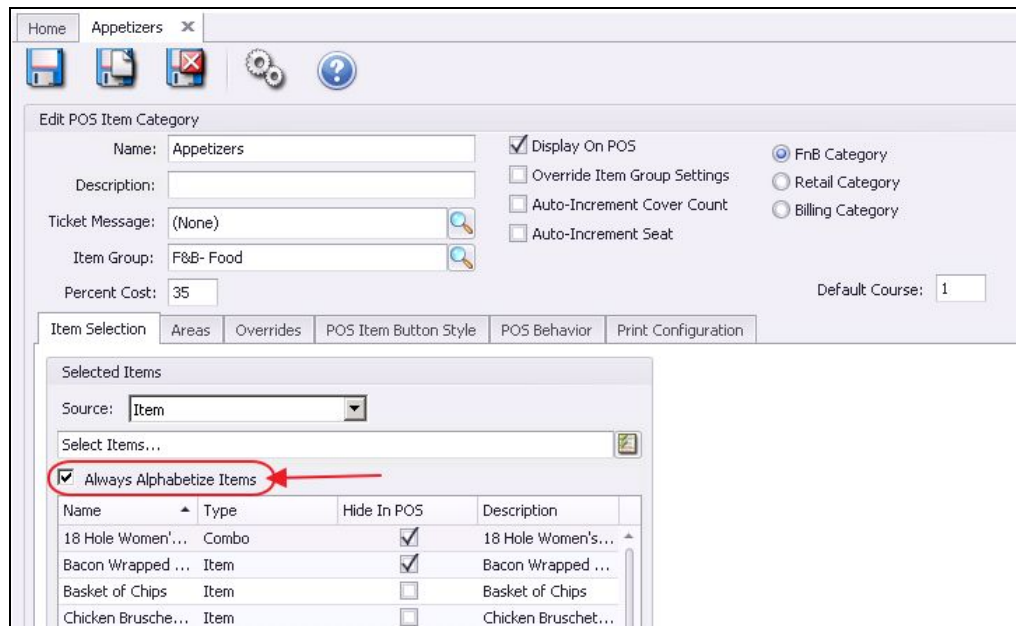 Home Appetizers
Edit POS Item Category
Name: Appetizers
Display On POS
FnB Category
Description:
Override Item Group Settings
Retail Category
Ticket Message: (None)
Auto-Increment Cover Count
Billing Category
Item Group: F&B- Food
Auto-Increment Seat
Percent Cost: 35
Default Course: 1
Item Selection Areas Overrides POS Item Button Style POS Behavior Print Configuration
Selected Items
Source: Item
Select Items...
Always Alphabetize Items
Name Type Hide In POS Description
18 Hole Women'... Combo 18 Hole Women's...
Bacon Wrapped ... Item Bacon Wrapped ...
Basket of Chips Item Basket of Chips
Chicken Brusche... Item Chicken Bruschet...